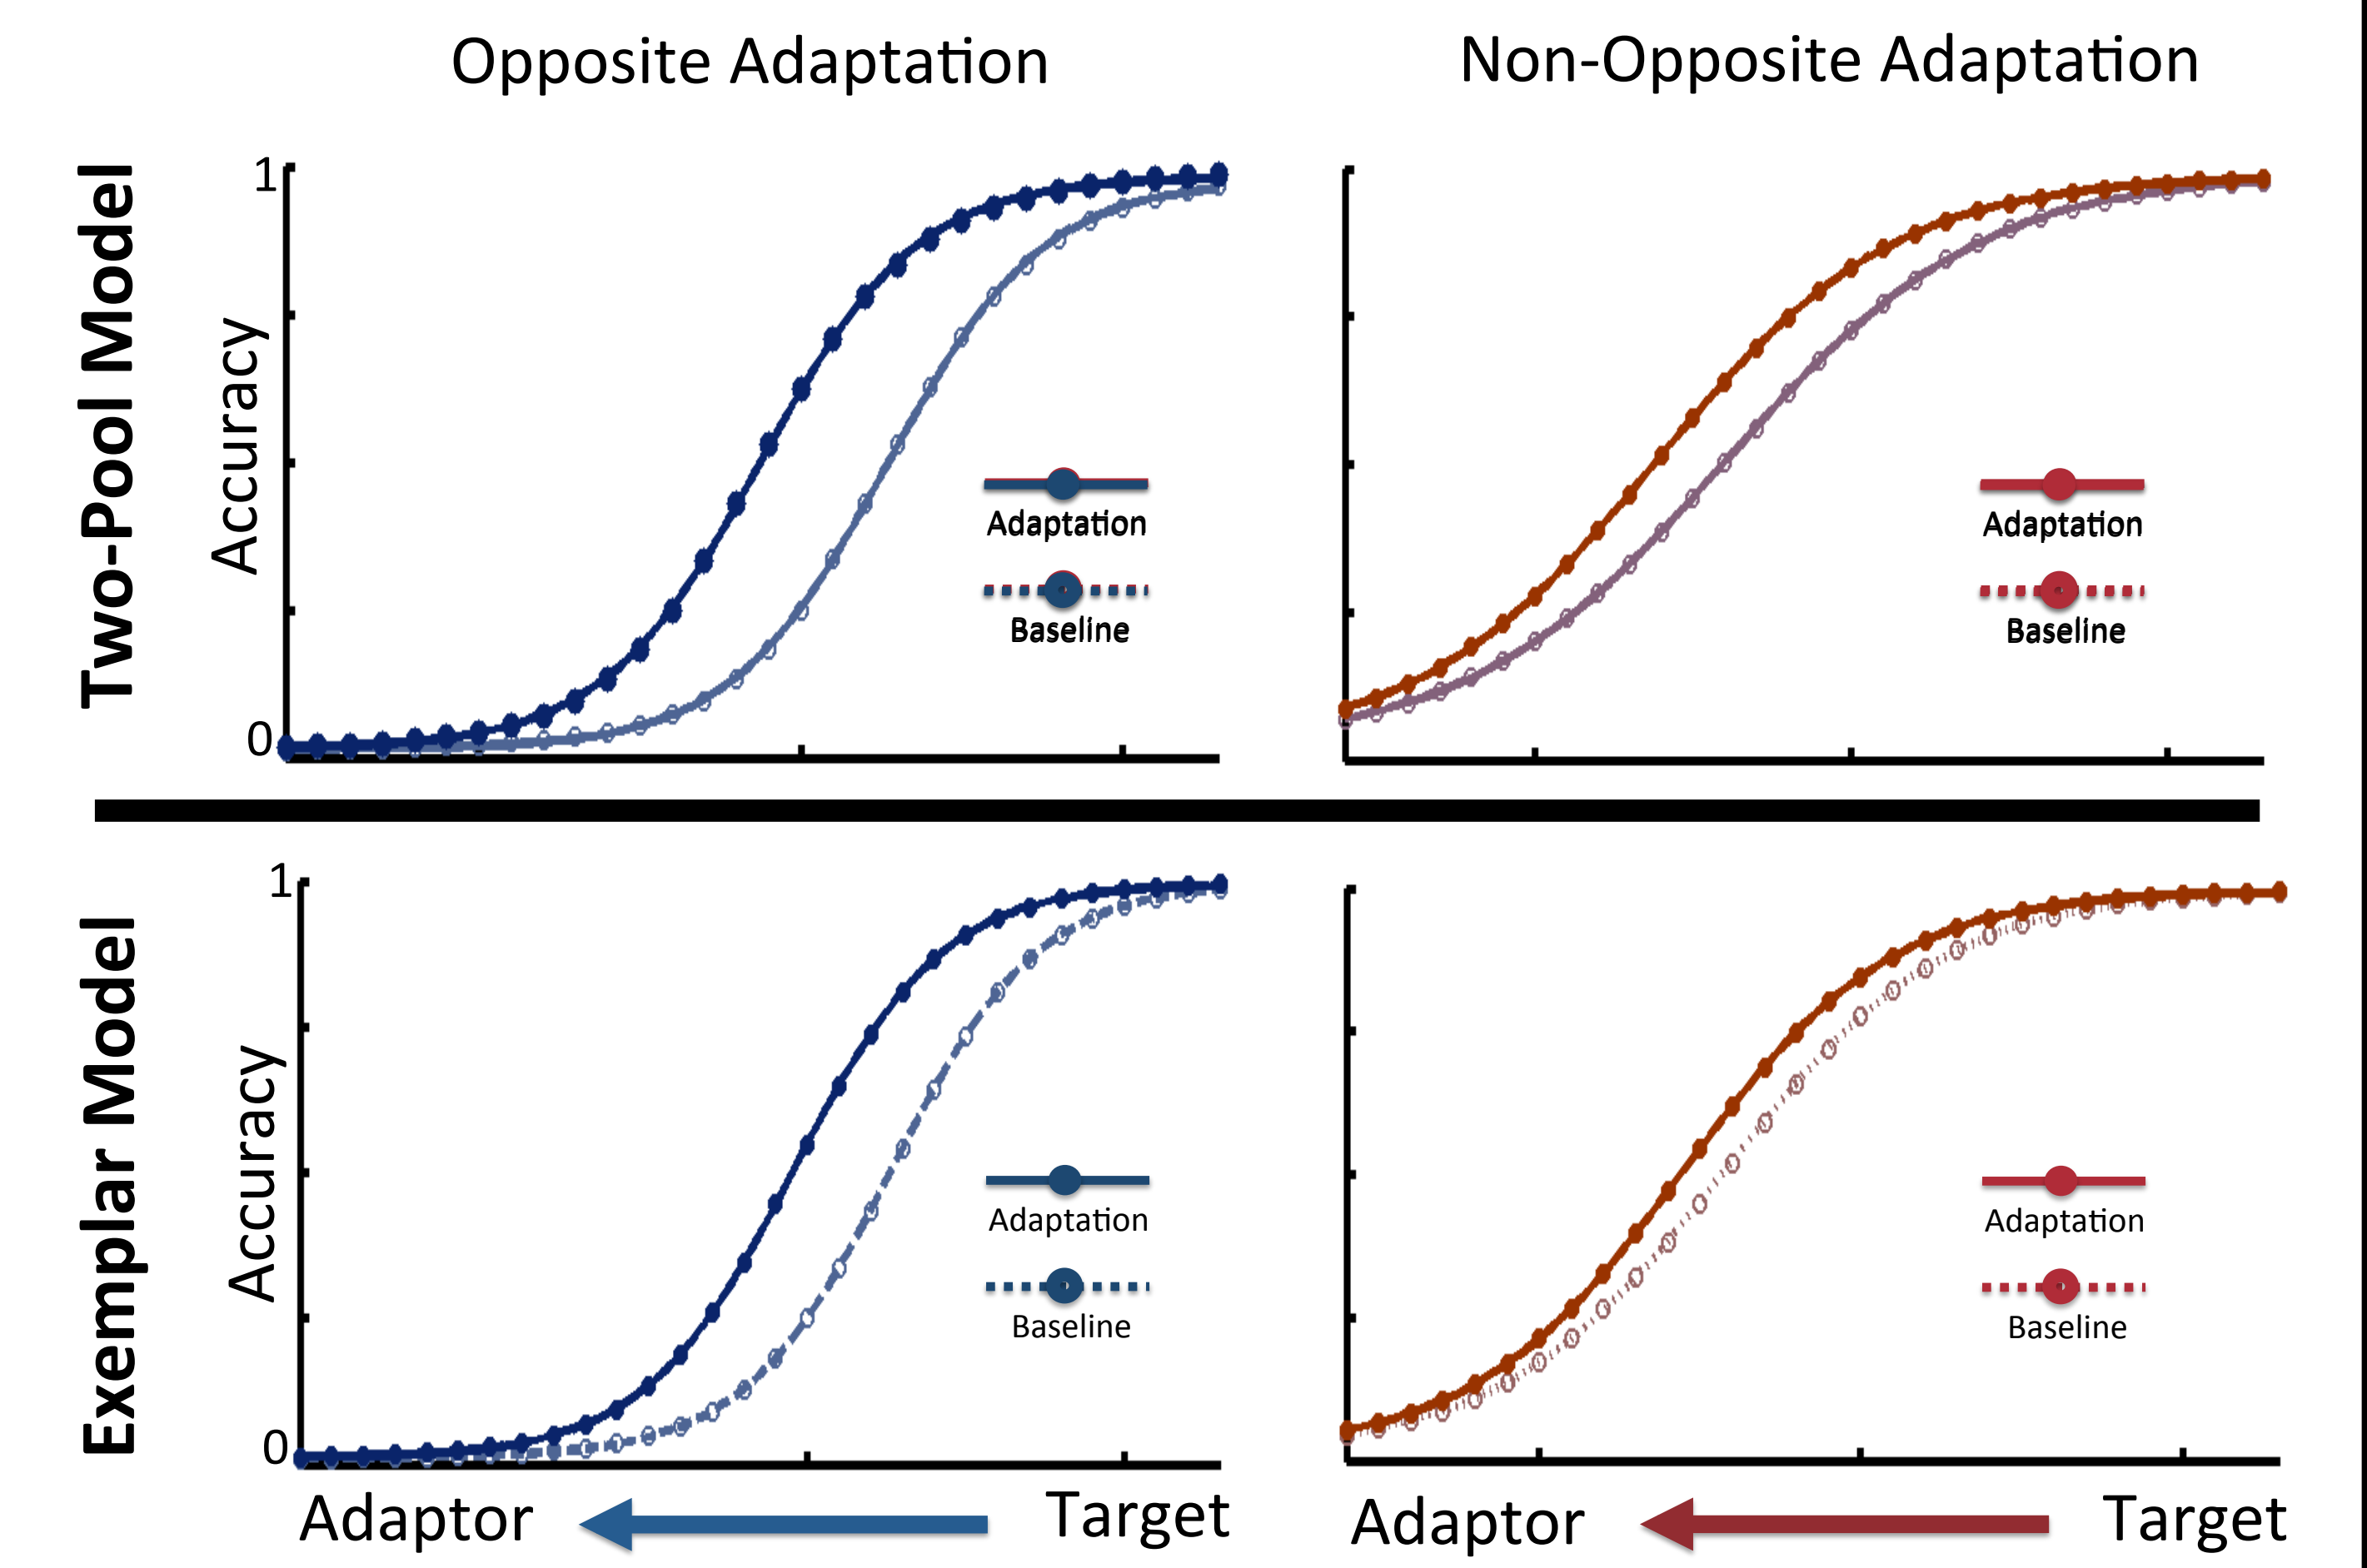 Opposite Adaptation
Non-Opposite Adaptation
Two-Pool Model
Accuracy
1
0
Adaptation
Baseline
Adaptation
Baseline
Exemplar Model
Accuracy
1
0
Adaptation
Baseline
Adaptation
Baseline
Adaptor
Target
Adaptor
Target